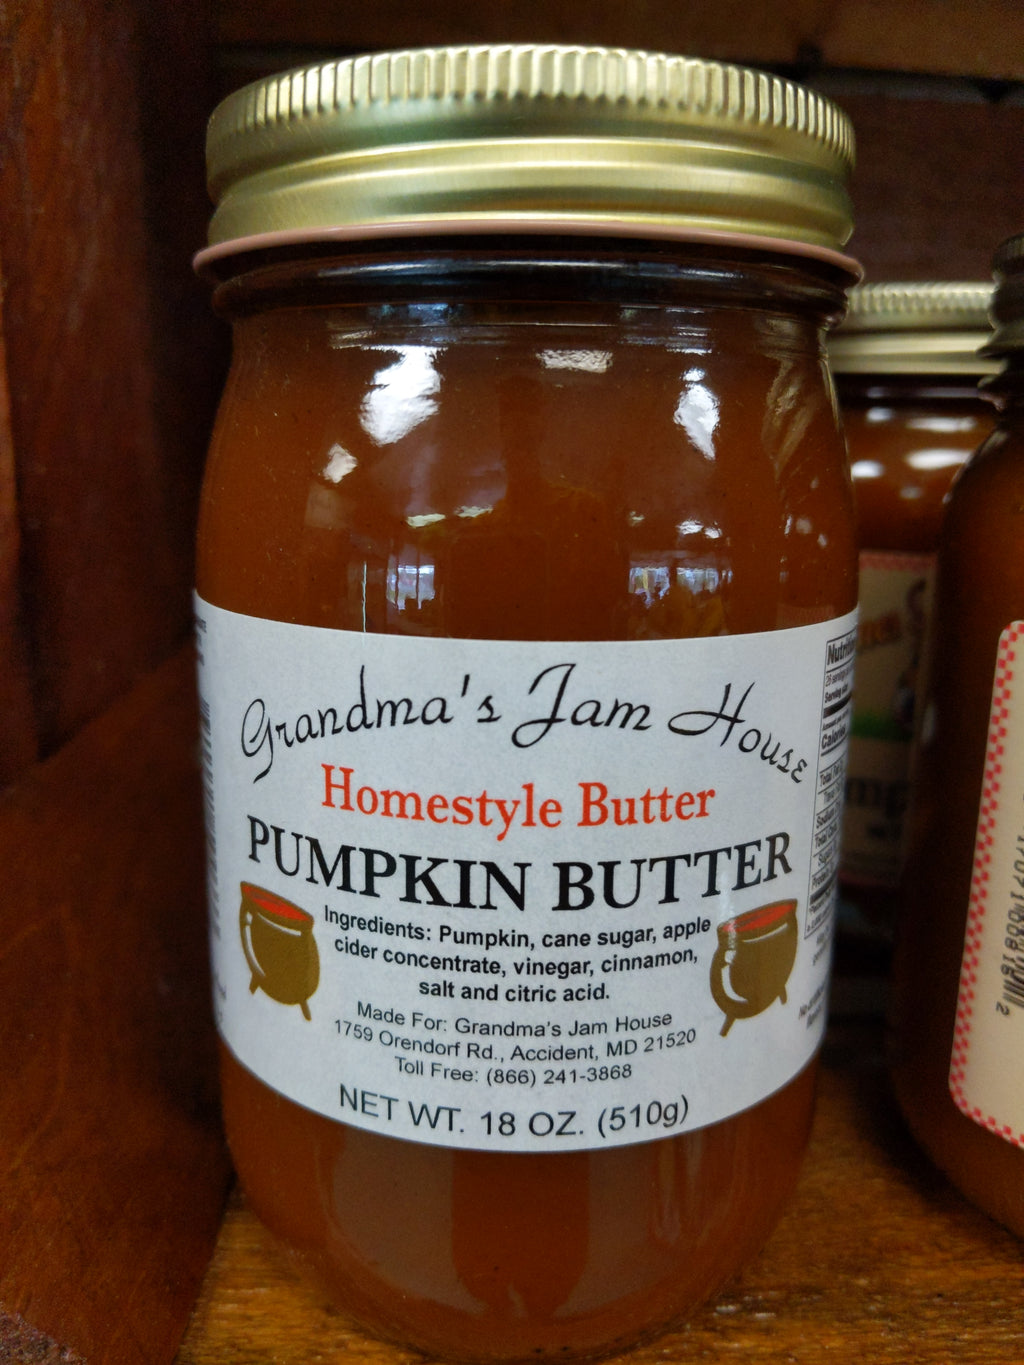 Grandma's Jam House
Homestyle Butter
PUMPKIN BUTTER
Ingredients: Pumpkin, cane sugar, apple
cider concentrate, vinegar, cinnamon,
salt and citric acid.
Made For: Grandma's Jam House
1759 Orendorf Rd., Accident, MD 21520
Toll Free: (866) 241-3868
NET WT. 18 OZ. (510g)
Calories